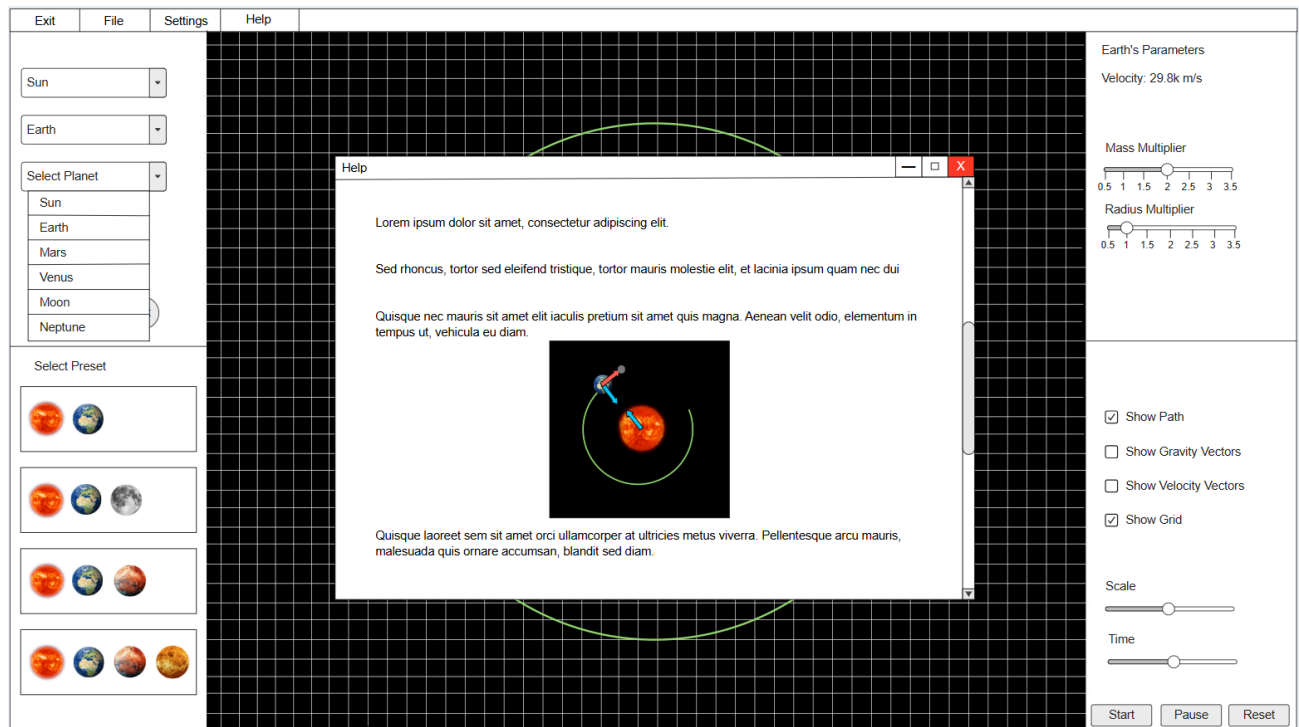 Exit File Settings Help
Sun
Earth
Select Planet
Sun
Earth
Mars
Venus
Moon
Neptune
Select Preset
Help
X
Lorem ipsum dolor sit amet, consectetur adipiscing elit.
Sed rhoncus, tortor sed eleifend tristique, tortor mauris molestie elit, et lacinia ipsum quam nec dui
Quisque nec mauris sit amet elit iaculis pretium sit amet quis magna. Aenean velit odio, elementum in
tempus ut, vehicula eu diam.
Quisque laoreet sem sit amet orci ullamcorper at ultricies metus viverra. Pellentesque arcu mauris,
malesuada quis ornare accumsan, blandit sed diam.
Earth's Parameters
Velocity: 29.8k m/s
Mass Multiplier
0.5 1 1.5 2 2.5 3 3.5
Radius Multiplier
0.5 1 1.5 2 2.5 3 3.5
Show Path
Show Gravity Vectors
Show Velocity Vectors
Show Grid
Scale
Time
Start Pause Reset